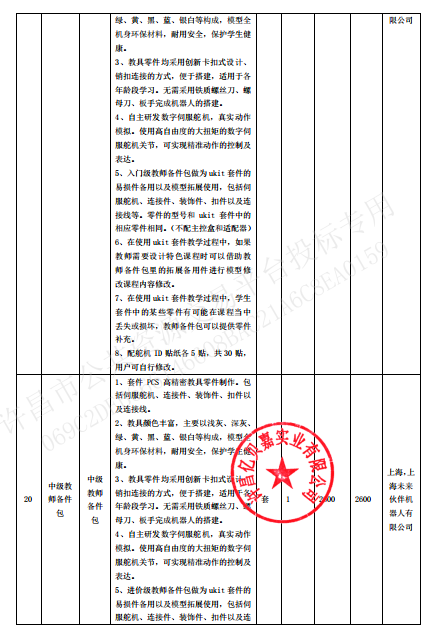 绿、黄、黑、蓝、银白等构成，模型全
机身环保材料，耐用安全，保护学生健
康。
3、教具零件均采用创新卡扣式设计、
销扣连接的方式，便于搭建，适用于各
年龄段学习。无需采用铁质螺丝刀、螺
母刀、扳手完成机器人的搭建。
4、自主研发数字伺服舵机，真实动作
模拟。使用高自由度的大扭矩的数字伺
服舵机关节，可实现精准动作的控制及
表达。
5、入门级教师备件包做为 ukit 套件的
易损件备用以及模型拓展使用，包括伺
服舵机、连接件、装饰件、扣件以及连
接线等。零件的型号和 ukit 套件中的
相应零件相同。（不配主控盒和适配器）
6、在使用 ukit 套件教学过程中，如果
教师需要设计特色课程时可以借助教
师备件包里的拓展备用件进行模型修
改课程内容修改。
7、在使用 ukit 套件教学过程中，学生
套件中的某些零件有可能在课程当中
丢失或损坏，教师备件包可以提供零件
补充。
8、配舵机 ID 贴纸各 5 贴，共 30 贴，
用户可自行修改。
限公司
20
中级教
师备件
包
中级
教师
备件
包
1、套件 PCS 高精密教具零件制作。包
括伺服舵机、连接件、装饰件、扣件以
及连接线。
2、教具颜色丰富，主要以浅灰、深灰、
绿、黄、黑、蓝、银白等构成，模型全
机身环保材料，耐用安全，保护学生健
康。
3、教具零件均采用创新卡扣式设计、
销扣连接的方式，便于搭建，适用于各
年龄段学习。无需采用铁质螺丝刀、螺
母刀、扳手完成机器人的搭建。
4、自主研发数字伺服舵机，真实动作
模拟。使用高自由度的大扭矩的数字伺
服舵机关节，可实现精准动作的控制及
表达。
5、进价级教师备件包做为 ukit 套件的
易损件备用以及模型拓展使用，包括伺
服舵机、连接件、装饰件、扣件以及连
套
1
2600
2600
上海,上
海未来
伙伴机
器人有
限公司